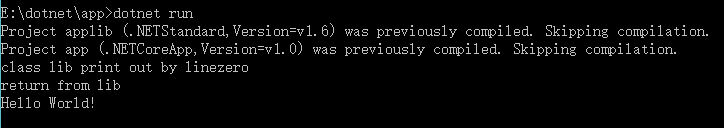 E:\dotnet\app>dotnet run
Project applib (.NETStandard,Version=v1.6) was previously compiled. Skipping compilation.
Project app (.NETCoreApp,Version=v1.0) was previously compiled. Skipping compilation.
class lib print out by linezero
return from lib
Hello World!